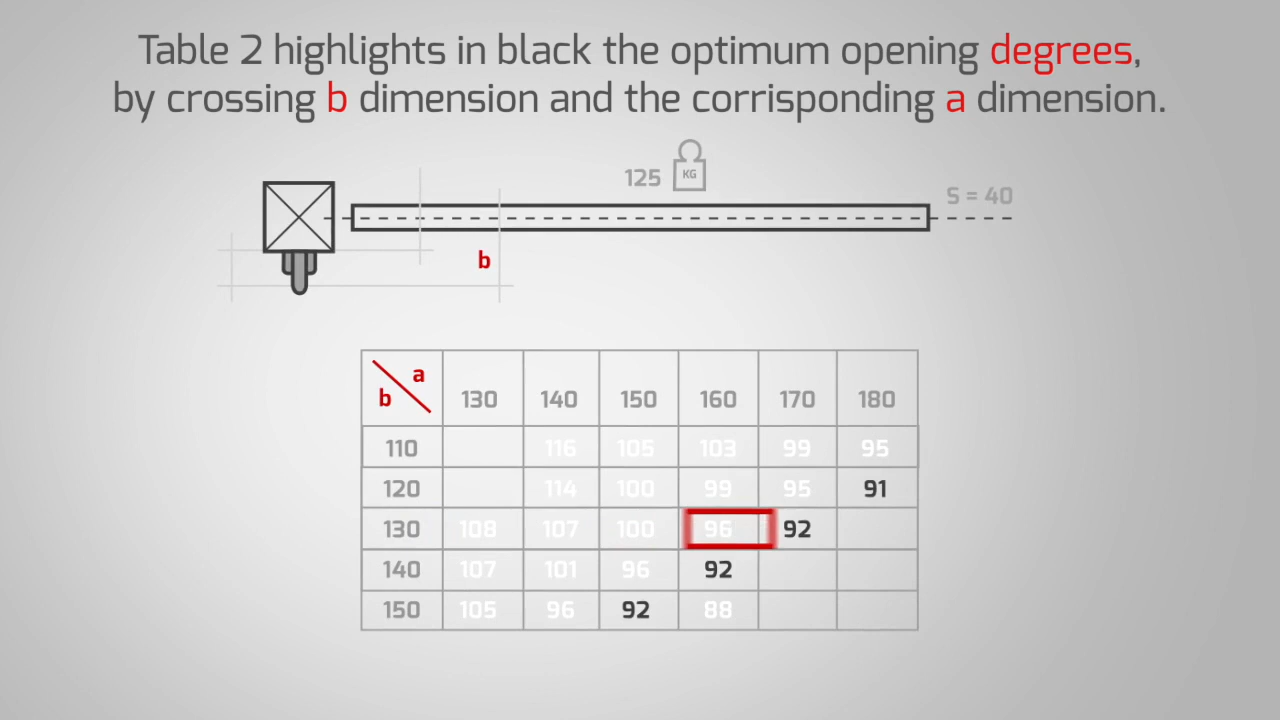 Table 2 highlights in black the optimum opening degrees,
by crossing b dimension and the corrisponding a dimension.
125 KG
S = 40
b
a
b 130 140 150 160 170 180
110 116 105 103 99 95
120 114 100 99 95 91
130 108 107 100 96 92
140 107 101 96 92
150 105 96 92 88